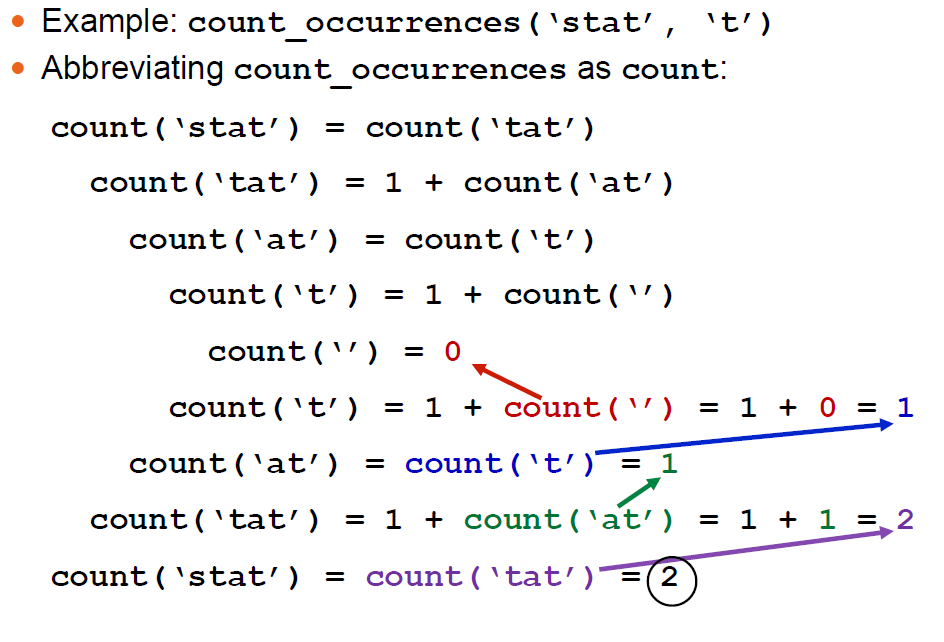 • Example: count_occurrences(‘stat’, ‘t’)
• Abbreviating count_occurrences as count:
count(‘stat’) = count(‘tat’)
count(‘tat’) = 1 + count(‘at’)
count(‘at’) = count(‘t’)
count(‘t’) = 1 + count(‘’)
count(‘’) = 0
count(‘t’) = 1 + count(‘’) = 1 + 0 = 1
count(‘at’) = count(‘t’) = 1
count(‘tat’) = 1 + count(‘at’) = 1 + 1 = 2
count(‘stat’) = count(‘tat’) = 2